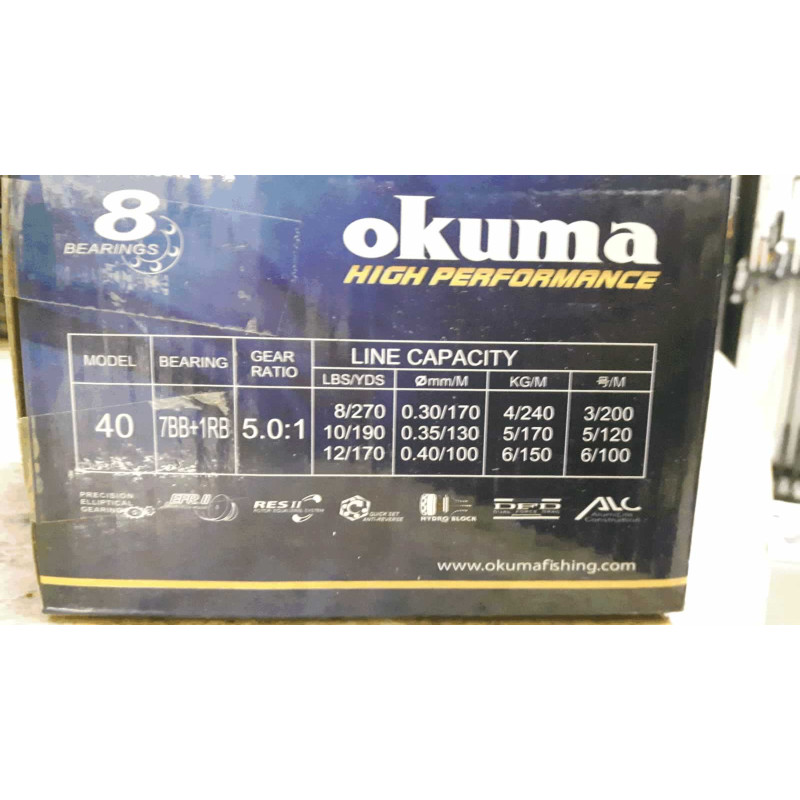 8
BEARINGS
okuma
HIGH PERFORMANCE
MODEL BEARING GEAR RATIO LINE CAPACITY
LBS/YDS Ømm/M KG/M 号/M
40 7BB+1RB 5.0:1
8/270 0.30/170 4/240 3/200
10/190 0.35/130 5/170 5/120
12/170 0.40/100 6/150 6/100
PRECISION
ELLIPTICAL
GEARING
RES II
QUICK SET
ANTI-REVERSE
HYDRO BLOCK
DFD
DUAL FORCE DRAG
ALC
www.okumafishing.com